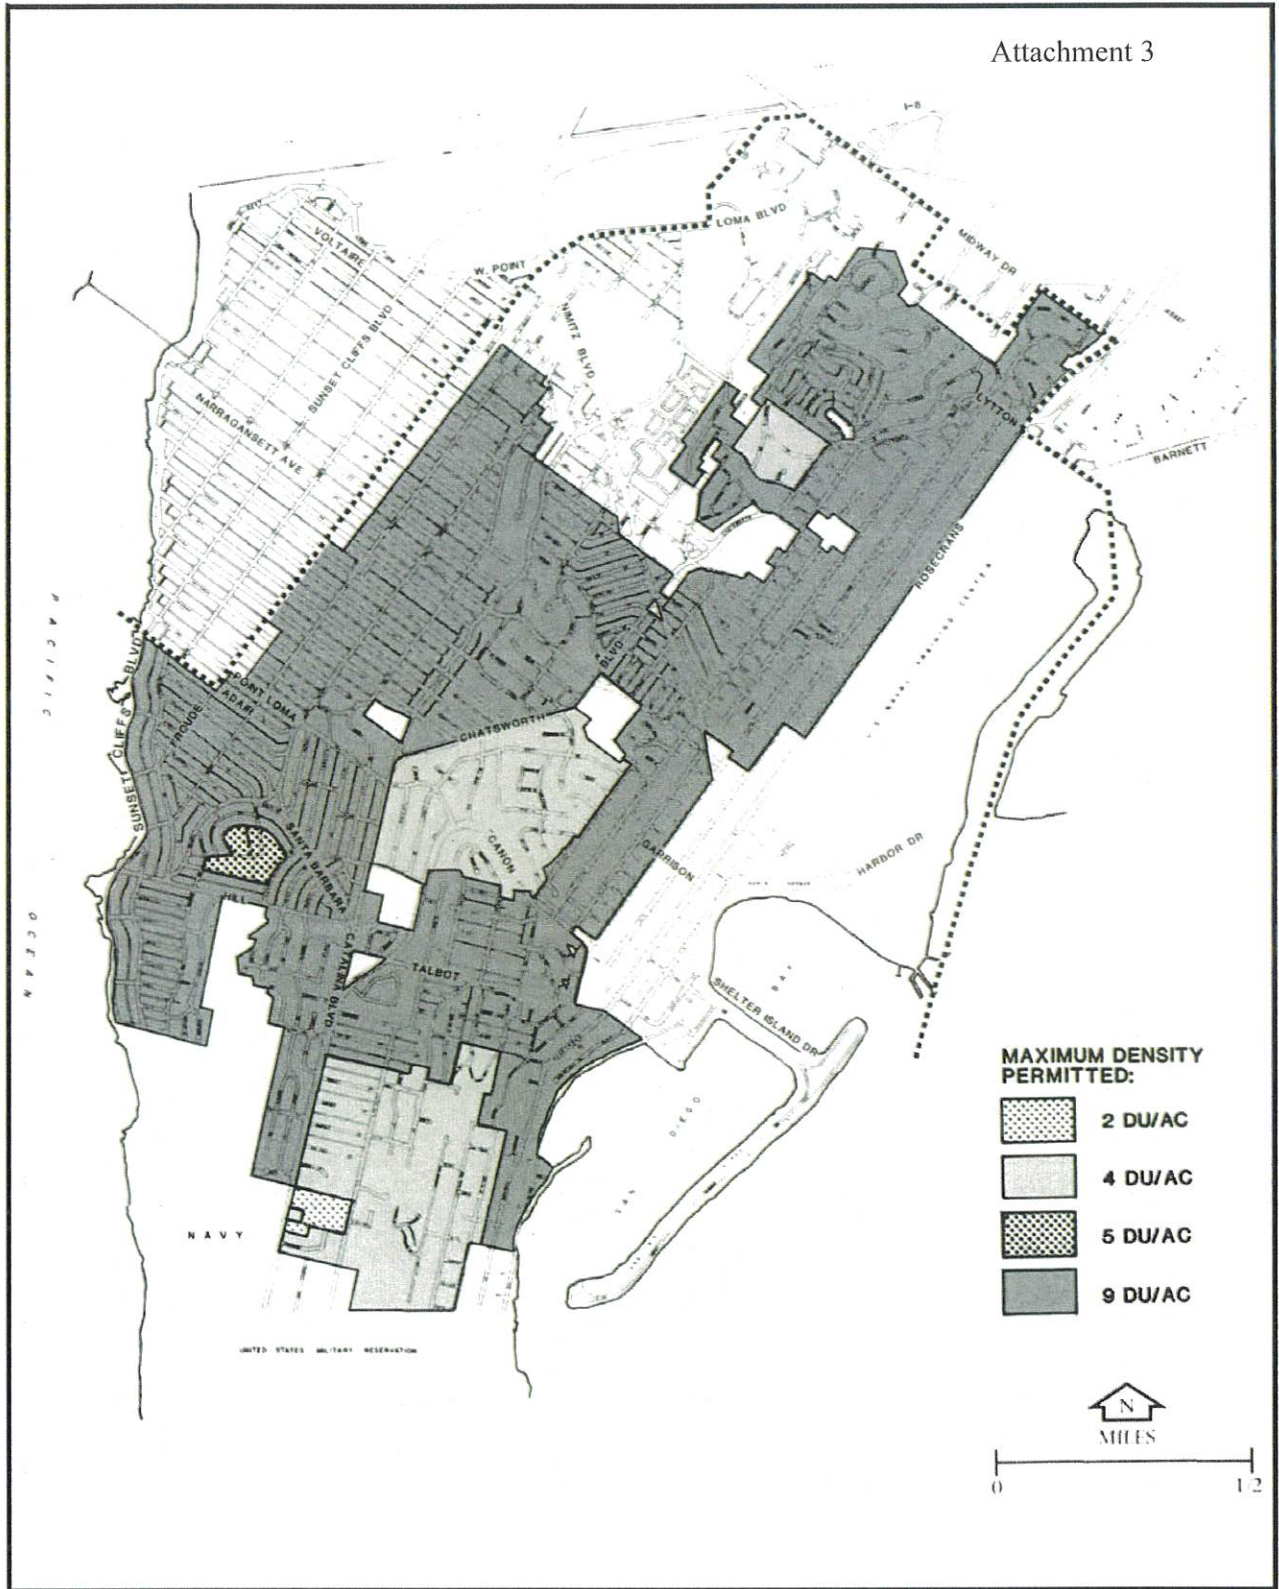 Attachment 3
I-8
VOLTAIRE
LOMA BLVD
MIDWAY DR
W. POINT
NIMITZ BLVD
SUNSET CLIFFS BLVD
NARRAGANSETT AVE
LYTTON
BARNETT
ROSECRANS
PACIFIC
BLVD
SUNSET CLIFFS BLVD
POINT LOMA
ADAIR
FROUDE
CHATSWORTH
CANON
SANTA BARBARA
GARRISON
HARBOR DR
HILL
OCEAN
CATALINA BLVD
TALBOT
BAY
SHELTER ISLAND DR
DIEGO
SAN
NAVY
UNITED STATES MILITARY RESERVATION
MAXIMUM DENSITY
PERMITTED:
2 DU/AC
4 DU/AC
5 DU/AC
9 DU/AC
N
MILES
0 1/2